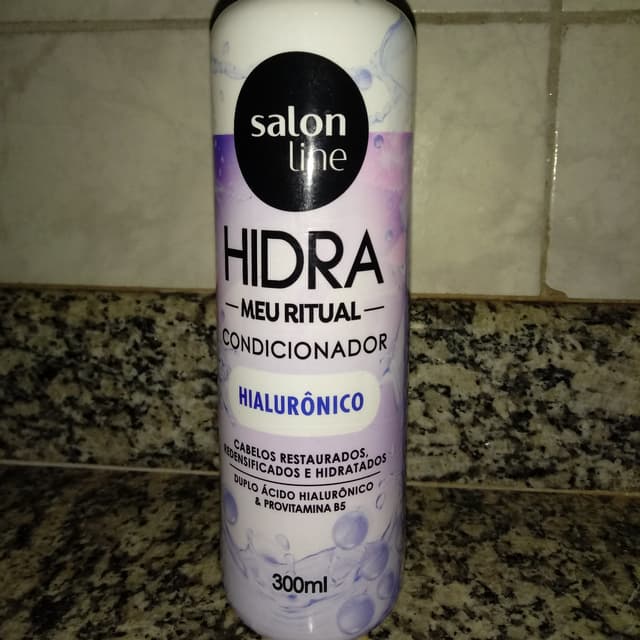 salon
line
HIDRA
MEU RITUAL
CONDICIONADOR
HIALURÔNICO
CABELOS RESTAURADOS,
REDENSIFICADOS E HIDRATADOS
DUPLO ÁCIDO HIALURÔNICO
& PROVITAMINA B5
300ml